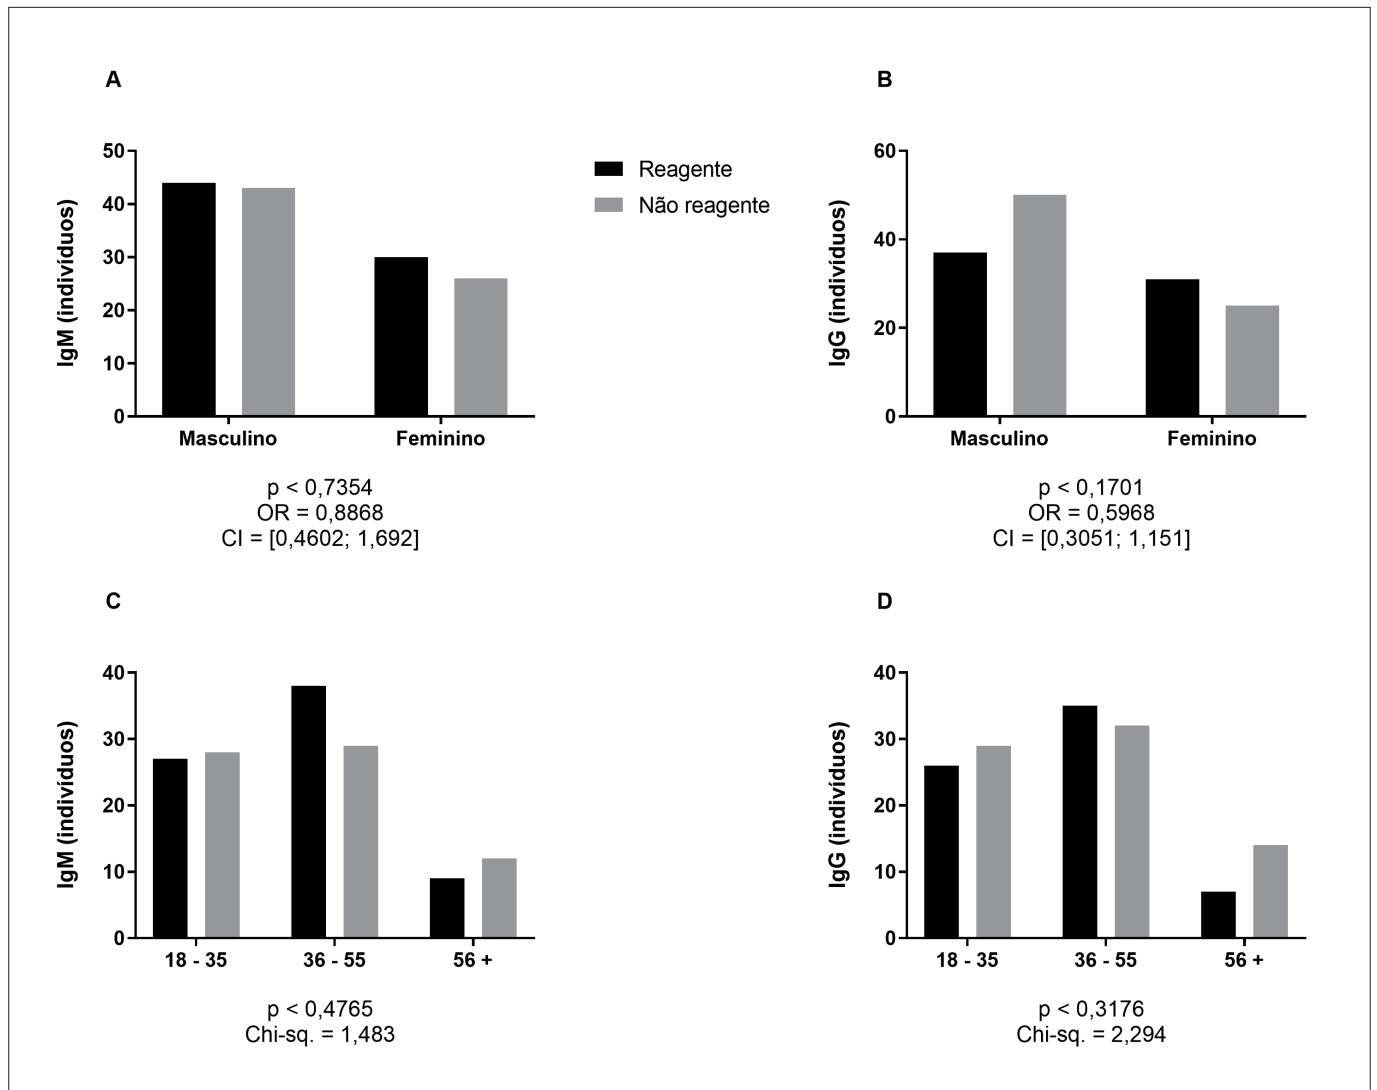 A
50
40
30
20
10
0
IgM (indivíduos)
Masculino
Feminino
p < 0,7354
OR = 0,8868
CI = [0,4602; 1,692]
Reagente
Não reagente
B
60
40
20
0
IgG (indivíduos)
Masculino
Feminino
p < 0,1701
OR = 0,5968
CI = [0,3051; 1,151]
C
40
30
20
10
0
IgM (indivíduos)
18 - 35
36 - 55
56 +
p < 0,4765
Chi-sq. = 1,483
D
40
30
20
10
0
IgG (indivíduos)
18 - 35
36 - 55
56 +
p < 0,3176
Chi-sq. = 2,294